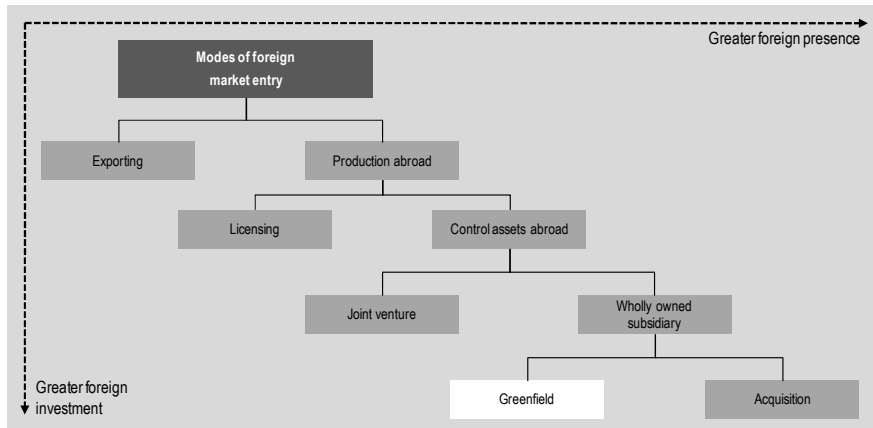 Greater foreign presence
Modes of foreign
market entry
Exporting
Production abroad
Licensing
Control assets abroad
Joint venture
Wholly owned
subsidiary
Greater foreign
investment
Greenfield
Acquisition